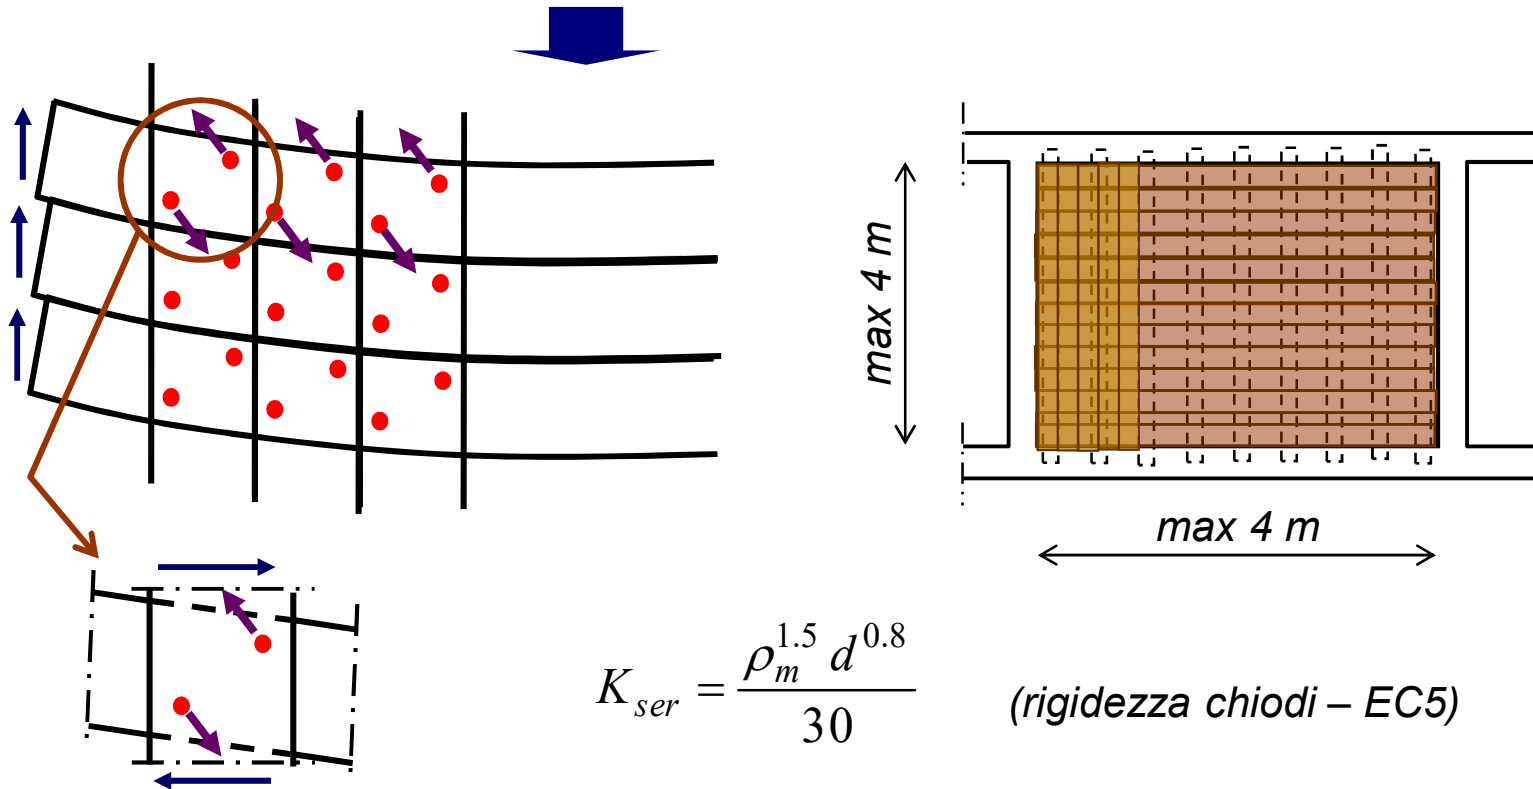 max 4 m
max 4 m
K_ser = ρ_m^1.5 d^0.8 / 30
(rigidezza chiodi – EC5)